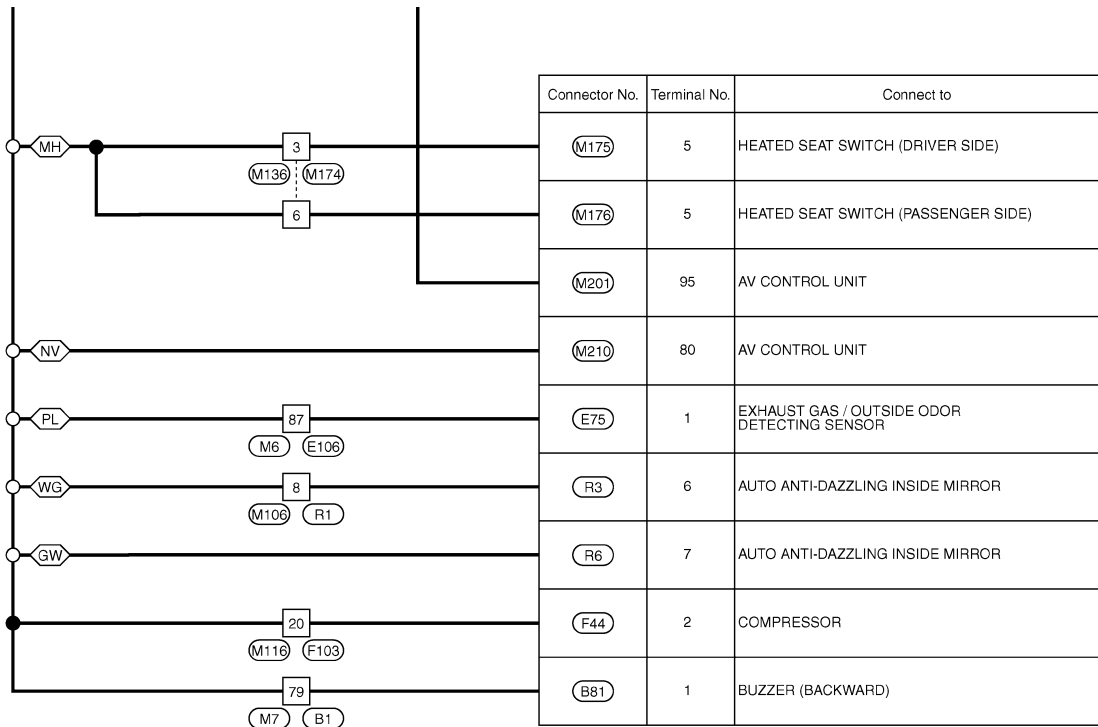 Connector No. Terminal No. Connect to
MH 3 M175 5 HEATED SEAT SWITCH (DRIVER SIDE)
M136 M174
6 M176 5 HEATED SEAT SWITCH (PASSENGER SIDE)
M201 95 AV CONTROL UNIT
NV M210 80 AV CONTROL UNIT
PL 87 E75 1 EXHAUST GAS / OUTSIDE ODOR
DETECTING SENSOR
M6 E106
WG 8 R3 6 AUTO ANTI-DAZZLING INSIDE MIRROR
M106 R1
GW R6 7 AUTO ANTI-DAZZLING INSIDE MIRROR
20 F44 2 COMPRESSOR
M116 F103
79 B81 1 BUZZER (BACKWARD)
M7 B1